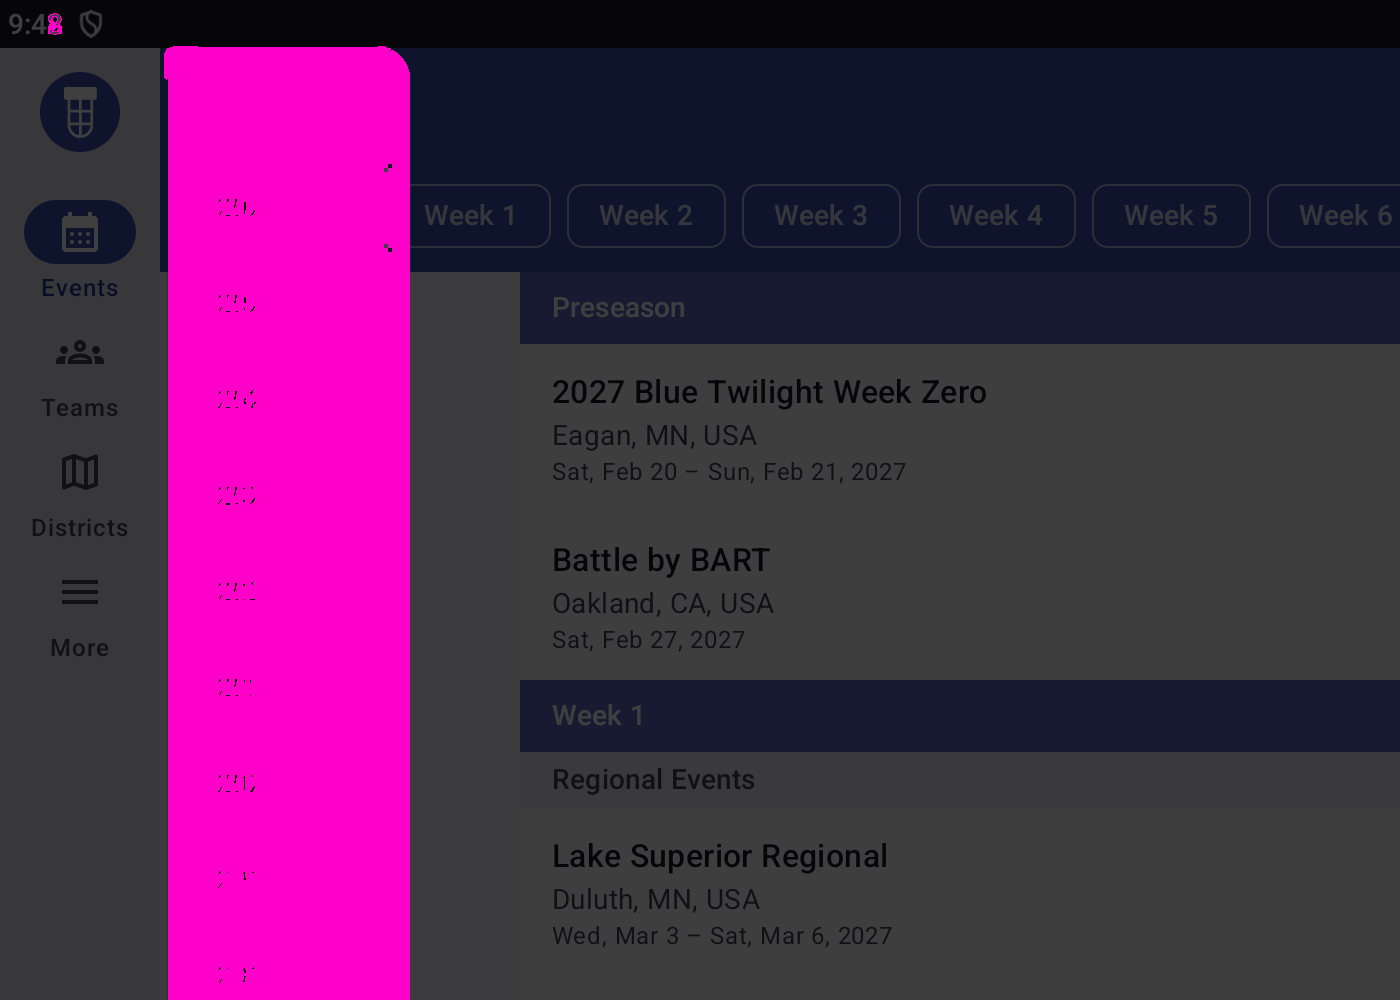 Events
Teams
Districts
More
Week 1
Week 2
Week 3
Week 4
Week 5
Week 6
Preseason
2027 Blue Twilight Week Zero
Eagan, MN, USA
Sat, Feb 20 – Sun, Feb 21, 2027
Battle by BART
Oakland, CA, USA
Sat, Feb 27, 2027
Week 1
Regional Events
Lake Superior Regional
Duluth, MN, USA
Wed, Mar 3 – Sat, Mar 6, 2027